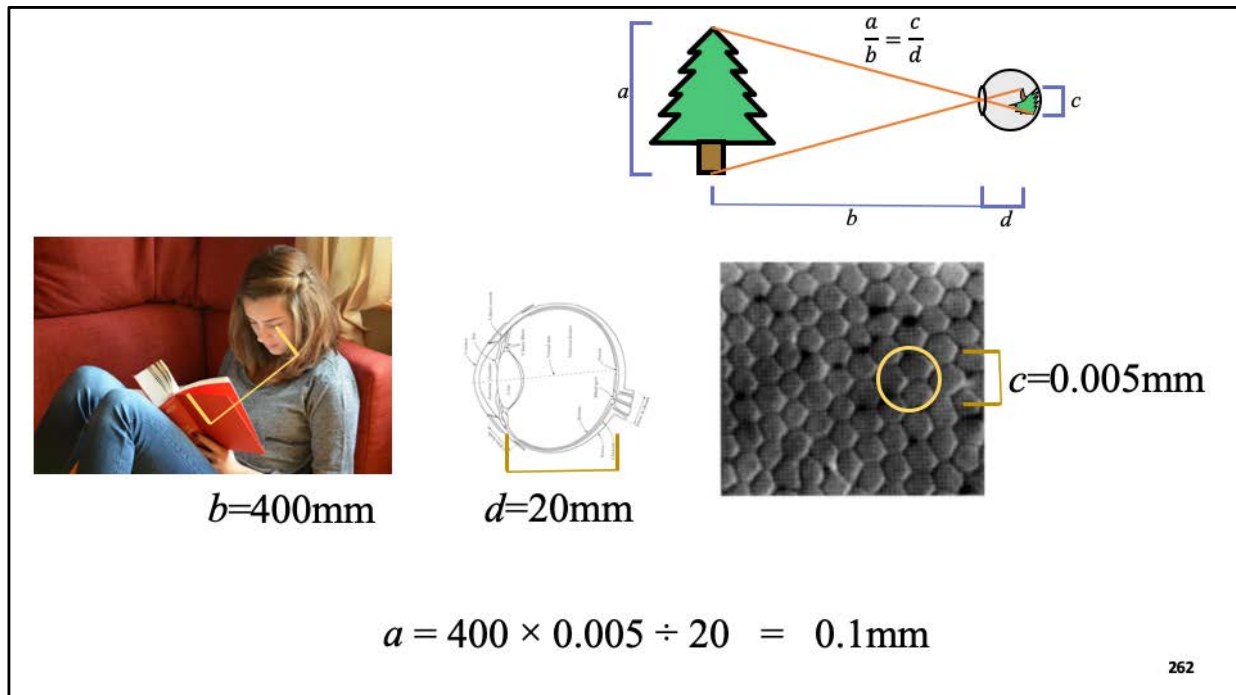 a/b = c/d
a
c
b
d
c=0.005mm
b=400mm
d=20mm
a = 400 × 0.005 ÷ 20 = 0.1mm
262